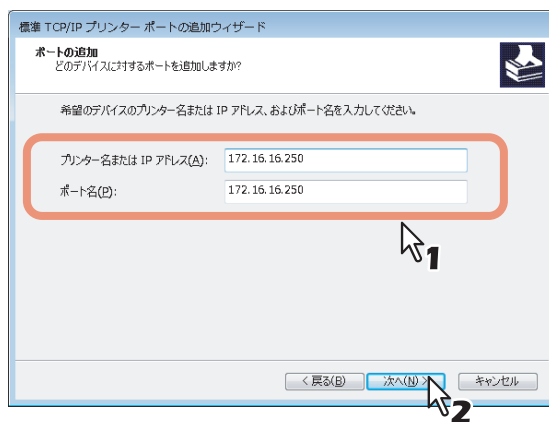 標準 TCP/IP プリンター ポートの追加ウィザード
ポートの追加
どのデバイスに対するポートを追加しますか?
希望のデバイスのプリンター名または IP アドレス、およびポート名を入力してください。
プリンター名または IP アドレス(A): 172.16.16.250
ポート名(P): 172.16.16.250
1
< 戻る(B) 次へ(N) > キャンセル
2